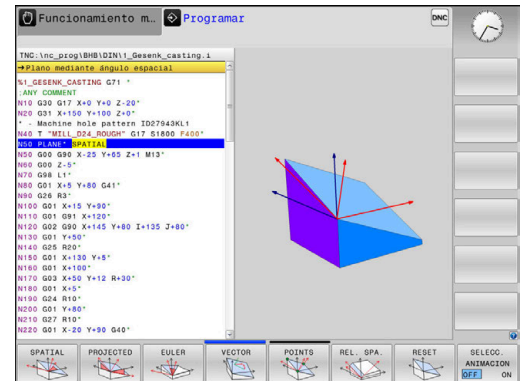 Funcionamiento m...
Programar
DNC
TNC:\nc_prog\BHB\DIN\1_Gesenk_casting.i
→Plano mediante ángulo espacial
%1_GESENK_CASTING G71 *
;ANY COMMENT
N10 G30 G17 X+0 Y+0 Z-20*
N20 G31 X+150 Y+100 Z+0*
* - Machine hole pattern ID27943KL1
N40 T "MILL_D24_ROUGH" G17 S1800 F400*
N50 PLANE* SPATIAL
N50 G00 G90 X-25 Y+65 Z+1 M13*
N60 G00 Z-5*
N70 G98 L1*
N80 G01 X+5 Y+80 G41*
N90 G26 R3*
N100 G01 X+15 Y+90*
N110 G01 G91 X+120*
N120 G02 G90 X+145 Y+80 I+135 J+80*
N130 G01 Y+50*
N140 G25 R20*
N150 G01 X+130 Y+5*
N160 G01 X+100*
N170 G03 X+50 Y+12 R+30*
N180 G01 X+5*
N190 G24 R10*
N200 G01 Y+80*
N210 G27 R10*
N220 G01 X-20 Y+90 G40*
SPATIAL
PROJECTED
EULER
VECTOR
POINTS
REL. SPA.
RESET
SELECC.
ANIMACION
OFF ON